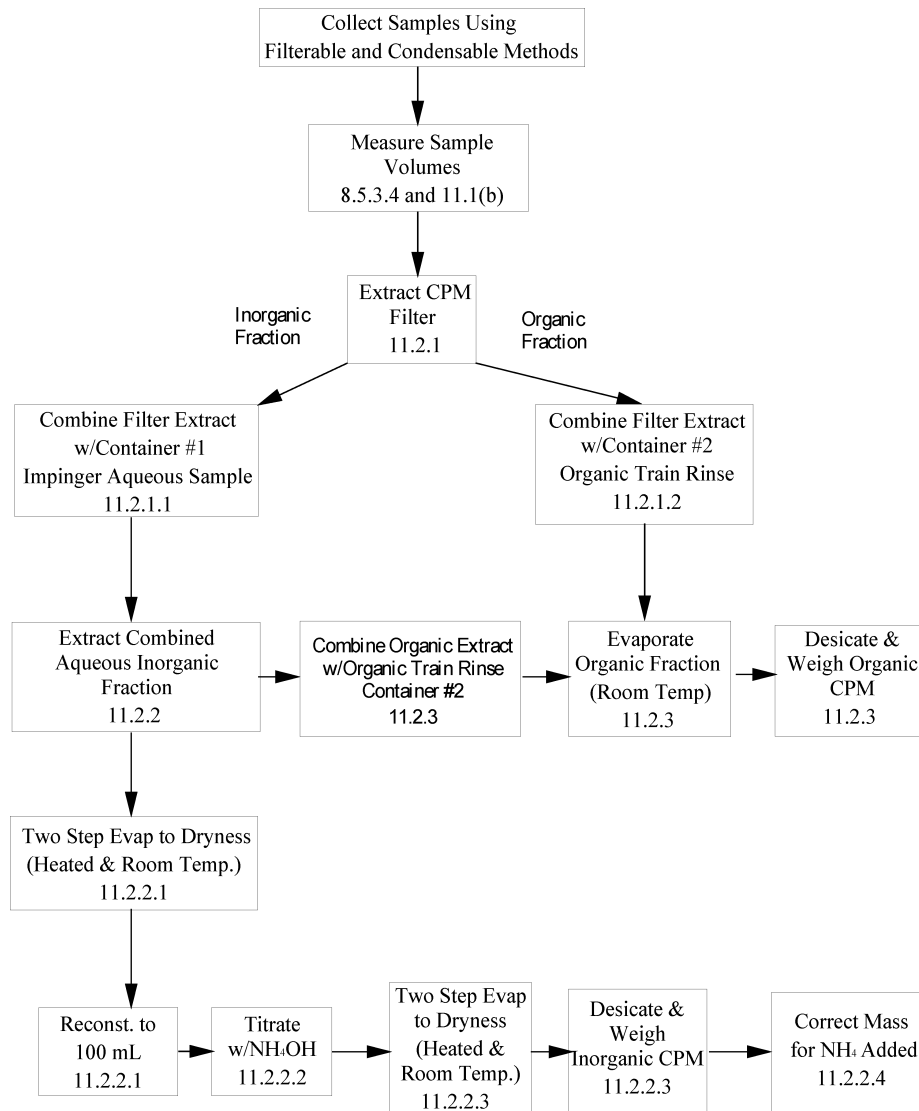 Collect Samples Using
Filterable and Condensable Methods
Measure Sample
Volumes
8.5.3.4 and 11.1(b)
Extract CPM
Filter
11.2.1
Inorganic
Fraction
Organic
Fraction
Combine Filter Extract
w/Container #1
Impinger Aqueous Sample
11.2.1.1
Combine Filter Extract
w/Container #2
Organic Train Rinse
11.2.1.2
Extract Combined
Aqueous Inorganic
Fraction
11.2.2
Combine Organic Extract
w/Organic Train Rinse
Container #2
11.2.3
Evaporate
Organic Fraction
(Room Temp)
11.2.3
Desicate &
Weigh Organic
CPM
11.2.3
Two Step Evap to Dryness
(Heated & Room Temp.)
11.2.2.1
Reconst. to
100 mL
11.2.2.1
Titrate
w/NH₄OH
11.2.2.2
Two Step Evap
to Dryness
(Heated &
Room Temp.)
11.2.2.3
Desicate &
Weigh
Inorganic CPM
11.2.2.3
Correct Mass
for NH₄ Added
11.2.2.4